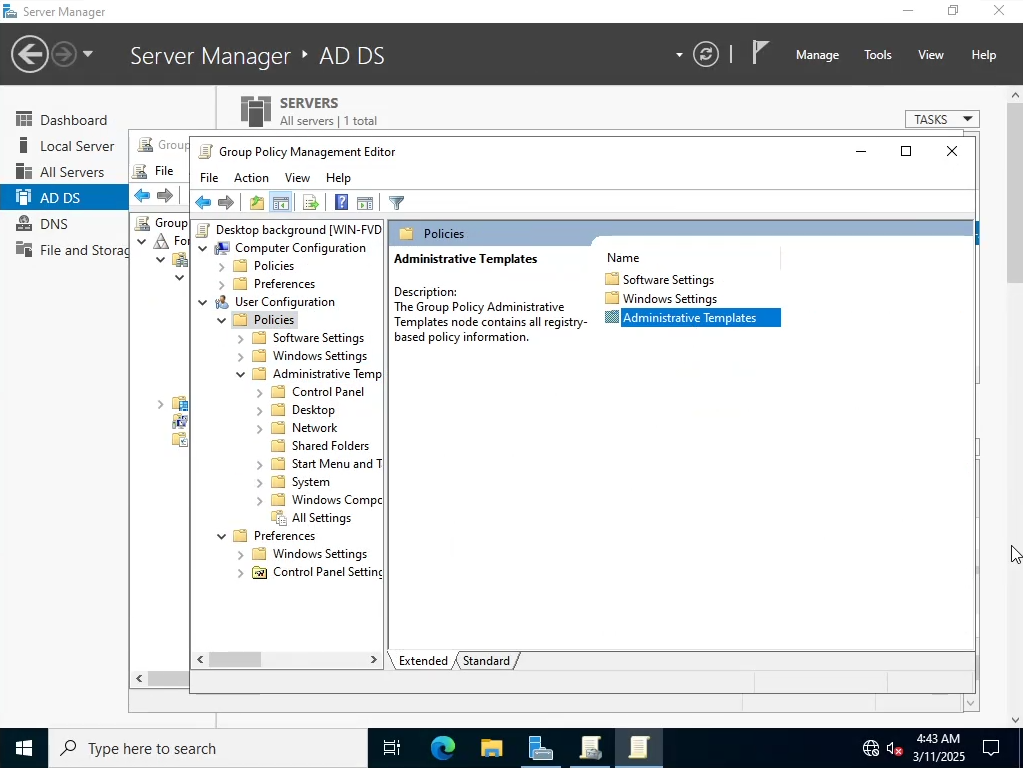 Server Manager
Server Manager
AD DS
Manage
Tools
View
Help
Dashboard
Local Server
All Servers
AD DS
DNS
File and Storag
SERVERS
All servers | 1 total
TASKS
Group
File
Group
For
Group Policy Management Editor
File
Action
View
Help
Desktop background [WIN-FVD
Computer Configuration
Policies
Preferences
User Configuration
Policies
Software Settings
Windows Settings
Administrative Temp
Control Panel
Desktop
Network
Shared Folders
Start Menu and T
System
Windows Compo
All Settings
Preferences
Windows Settings
Control Panel Setting
Policies
Administrative Templates
Description:
The Group Policy Administrative
Templates node contains all registry-
based policy information.
Name
Software Settings
Windows Settings
Administrative Templates
Extended
Standard
Type here to search
4:43 AM
3/11/2025